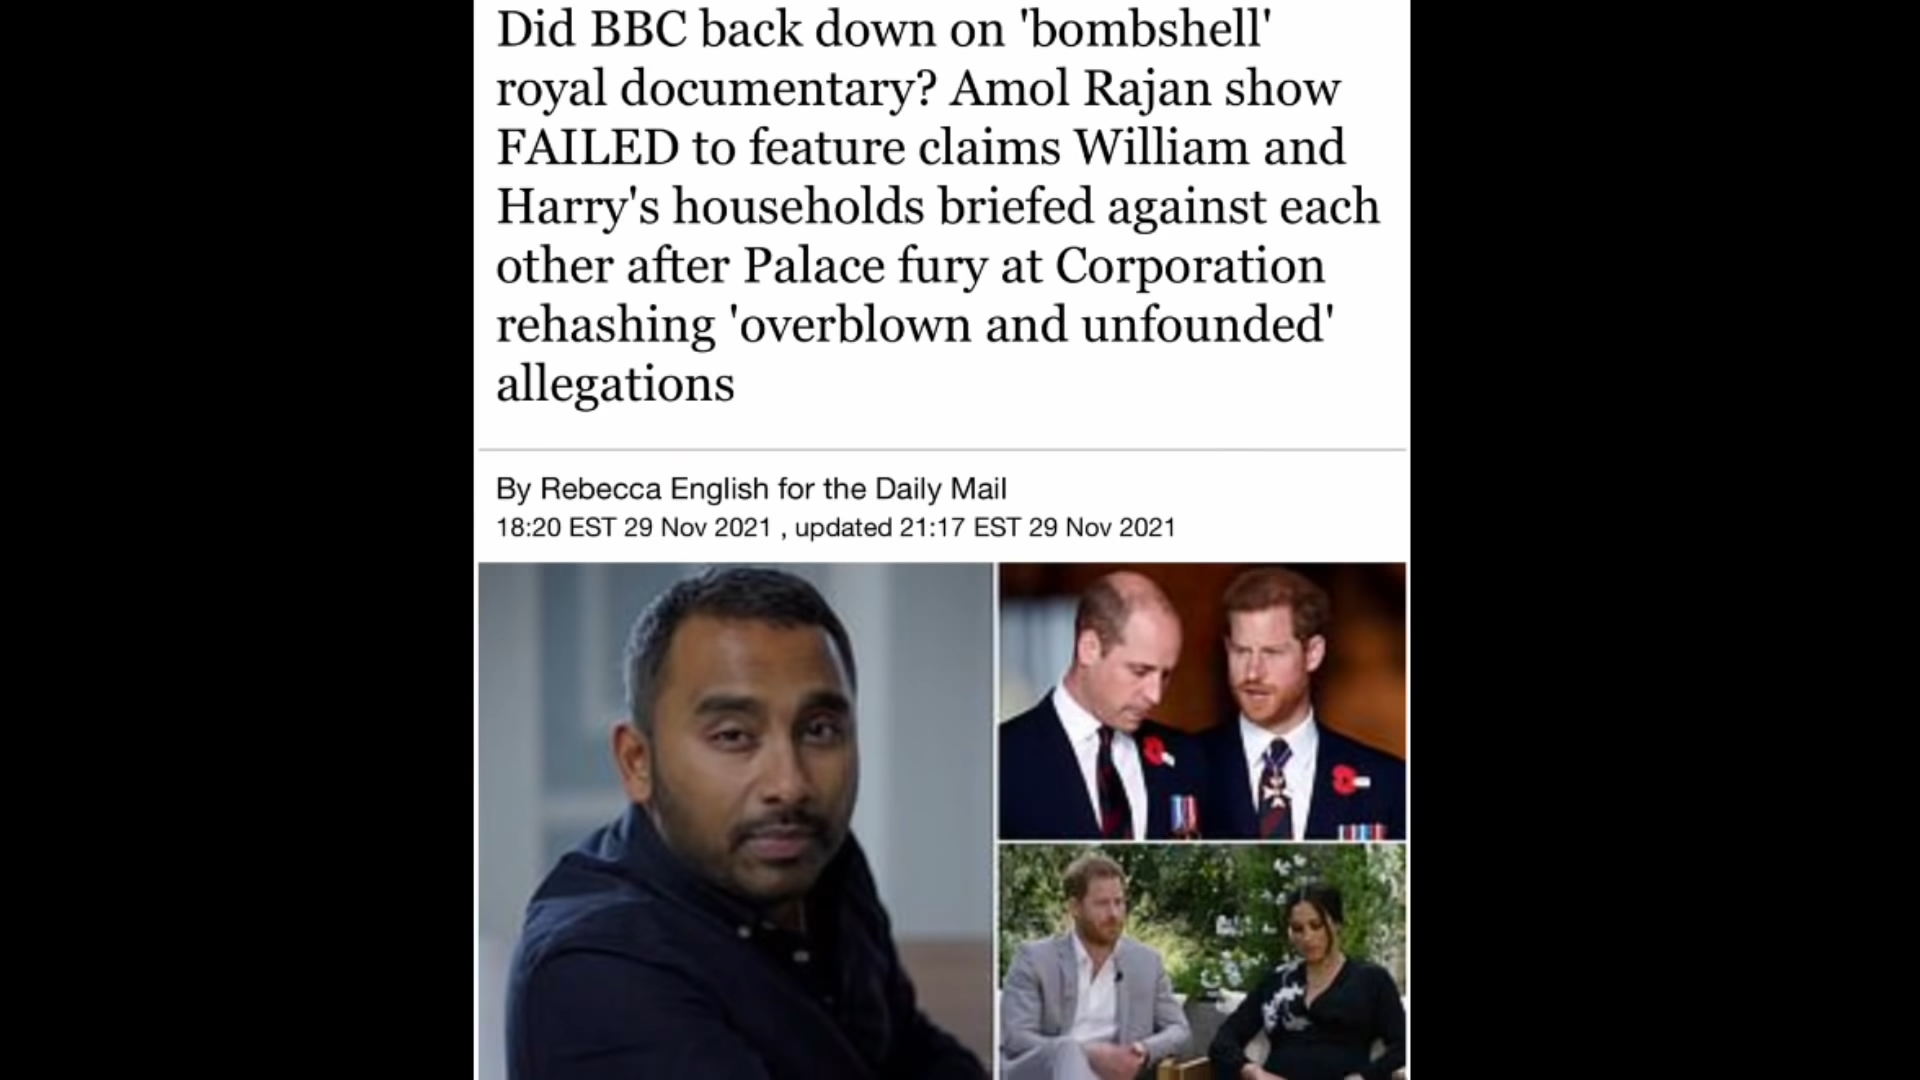 Did BBC back down on 'bombshell'
royal documentary? Amol Rajan show
FAILED to feature claims William and
Harry's households briefed against each
other after Palace fury at Corporation
rehashing 'overblown and unfounded'
allegations
By Rebecca English for the Daily Mail
18:20 EST 29 Nov 2021 , updated 21:17 EST 29 Nov 2021